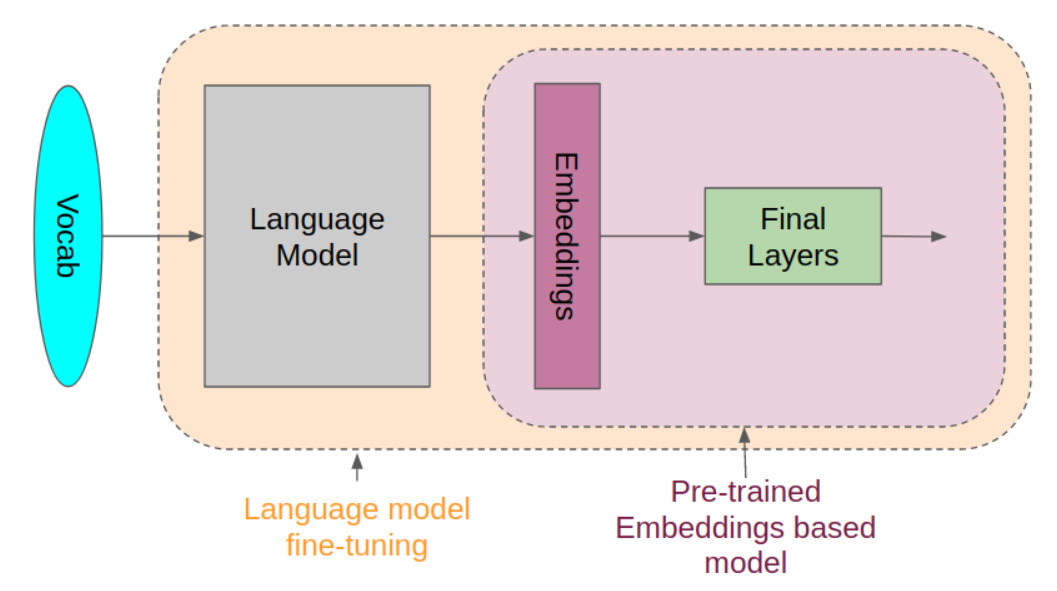 Vocab
Language
Model
Embeddings
Final
Layers
Language model
fine-tuning
Pre-trained
Embeddings based
model